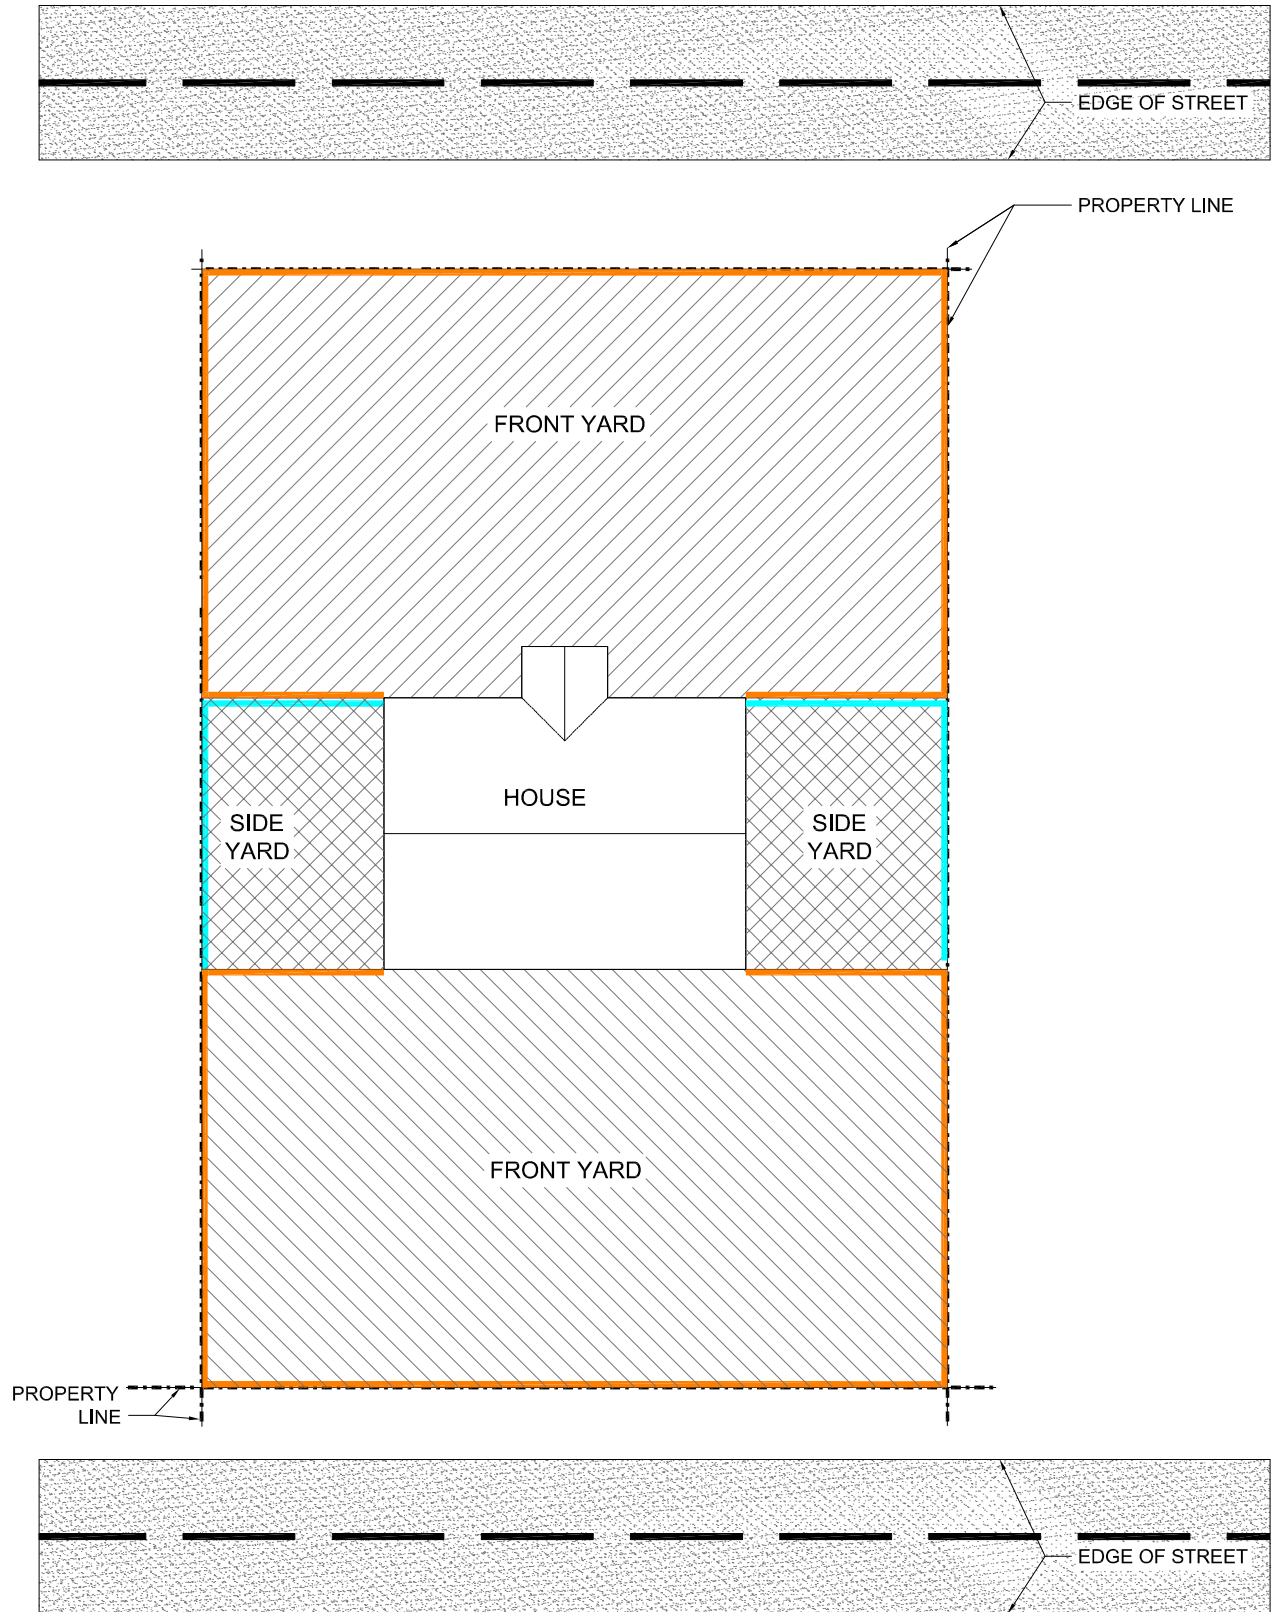 EDGE OF STREET
PROPERTY LINE
FRONT YARD
HOUSE
SIDE
YARD
SIDE
YARD
FRONT YARD
PROPERTY
LINE
EDGE OF STREET